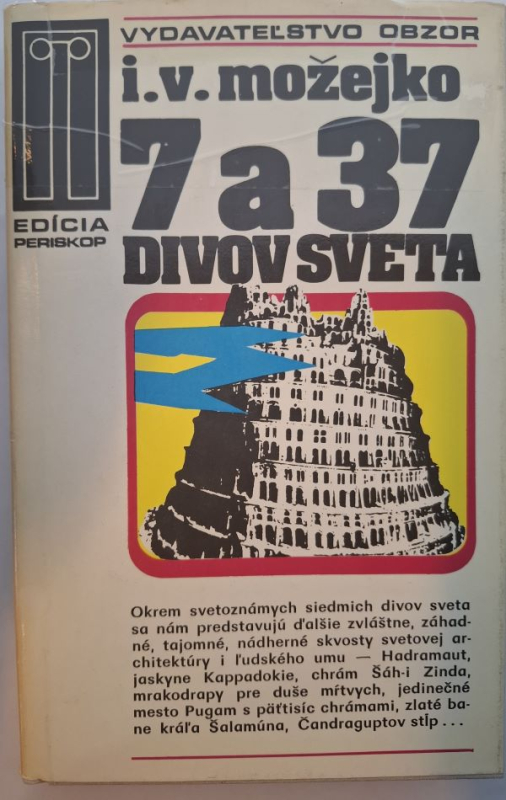 VYDAVATEĽSTVO OBZOR
i.v. možejko
7 a 37
DIVOV SVETA
EDÍCIA
PERISKOP
Okrem svetoznámych siedmich divov sveta
sa nám predstavujú ďalšie zvláštne, záhad-
né, tajomné, nádherné skvosty svetovej ar-
chitektúry i ľudského umu — Hadramaut,
jaskyne Kappadokie, chrám Šáh-i Zinda,
mrakodrapy pre duše mŕtvych, jedinečné
mesto Pugam s päťtisíc chrámami, zlaté ba-
ne kráľa Šalamúna, Čandraguptov stĺp...